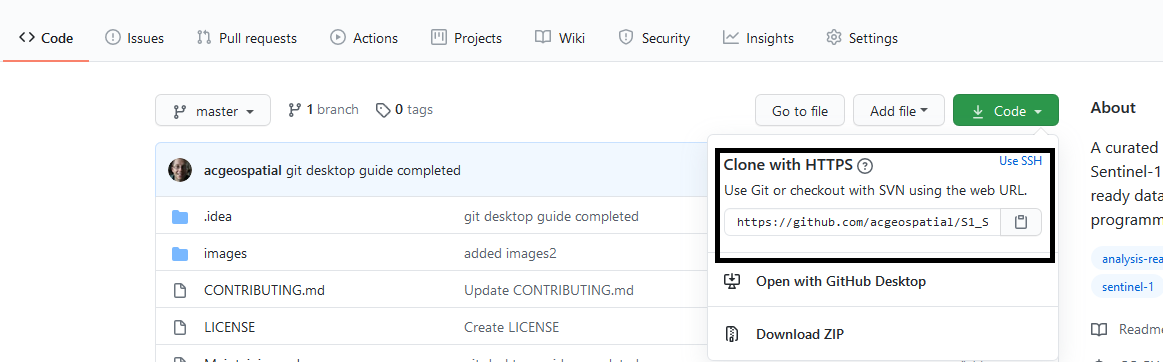 Code Issues Pull requests Actions Projects Wiki Security Insights Settings
master 1 branch 0 tags Go to file Add file Code
About
Clone with HTTPS ? Use SSH
Use Git or checkout with SVN using the web URL.
https://github.com/acgeospatial/S1_S
Open with GitHub Desktop
Download ZIP
acgeospatial git desktop guide completed
.idea git desktop guide completed
images added images2
CONTRIBUTING.md Update CONTRIBUTING.md
LICENSE Create LICENSE
A curated
Sentinel-1
ready data
programm
analysis-rea
sentinel-1
Readme